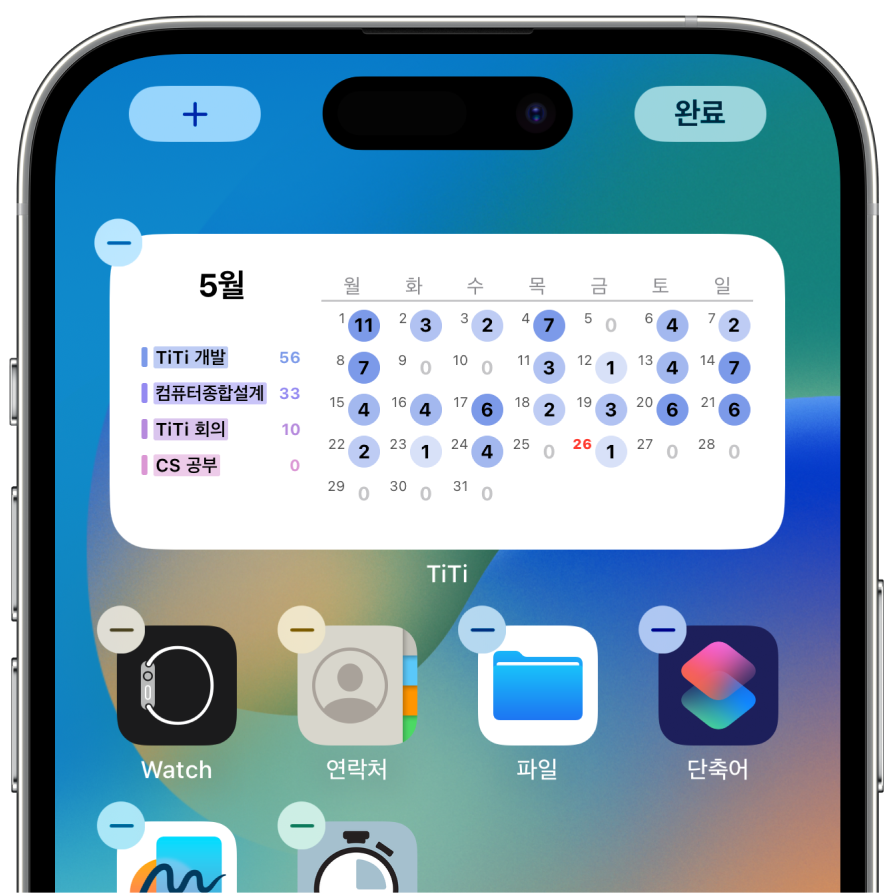 +
완료
5월
TiTi 개발 56
컴퓨터종합설계 33
TiTi 회의 10
CS 공부 0
월 화 수 목 금 토 일
1 11 2 3 3 2 4 7 5 0 6 4 7 2
8 7 9 0 10 0 11 3 12 1 13 4 14 7
15 4 16 4 17 6 18 2 19 3 20 6 21 6
22 2 23 1 24 4 25 0 26 1 27 0 28 0
29 0 30 0 31 0
TiTi
Watch 연락처 파일 단축어